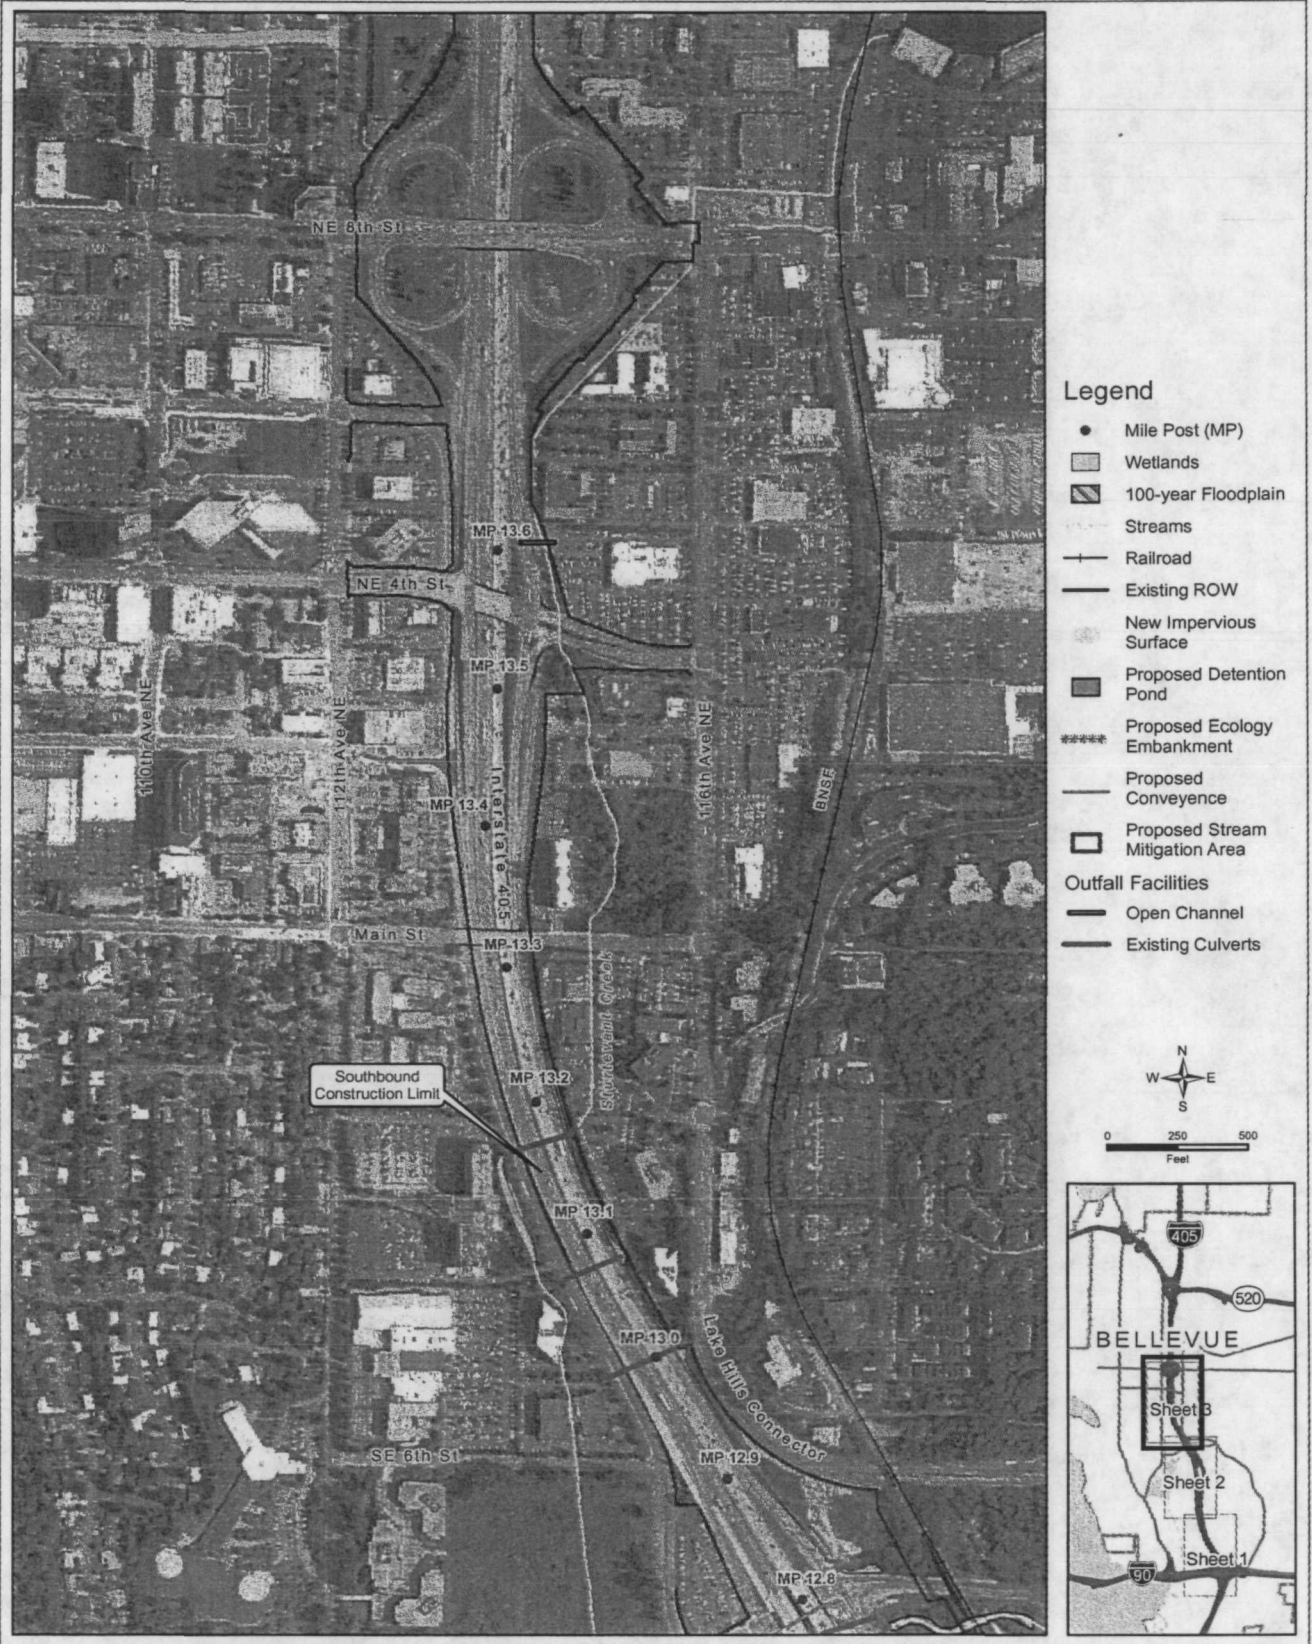 NE 8th St
MP 13.6
NE 4th St
MP 13.5
110th Ave NE
112th Ave NE
116th Ave NE
Interstate 405
MP 13.4
BNSF
Main St
MP 13.3
Sturtevant Creek
Southbound
Construction Limit
MP 13.2
MP 13.1
MP 13.0
Lake Hills Connector
SE 6th St
MP 12.9
MP 12.8
Legend
Mile Post (MP)
Wetlands
100-year Floodplain
Streams
Railroad
Existing ROW
New Impervious
Surface
Proposed Detention
Pond
Proposed Ecology
Embankment
Proposed
Conveyence
Proposed Stream
Mitigation Area
Outfall Facilities
Open Channel
Existing Culverts
N
W E
S
0 250 500
Feet
405
520
BELLEVUE
Sheet 3
Sheet 2
Sheet 1
90